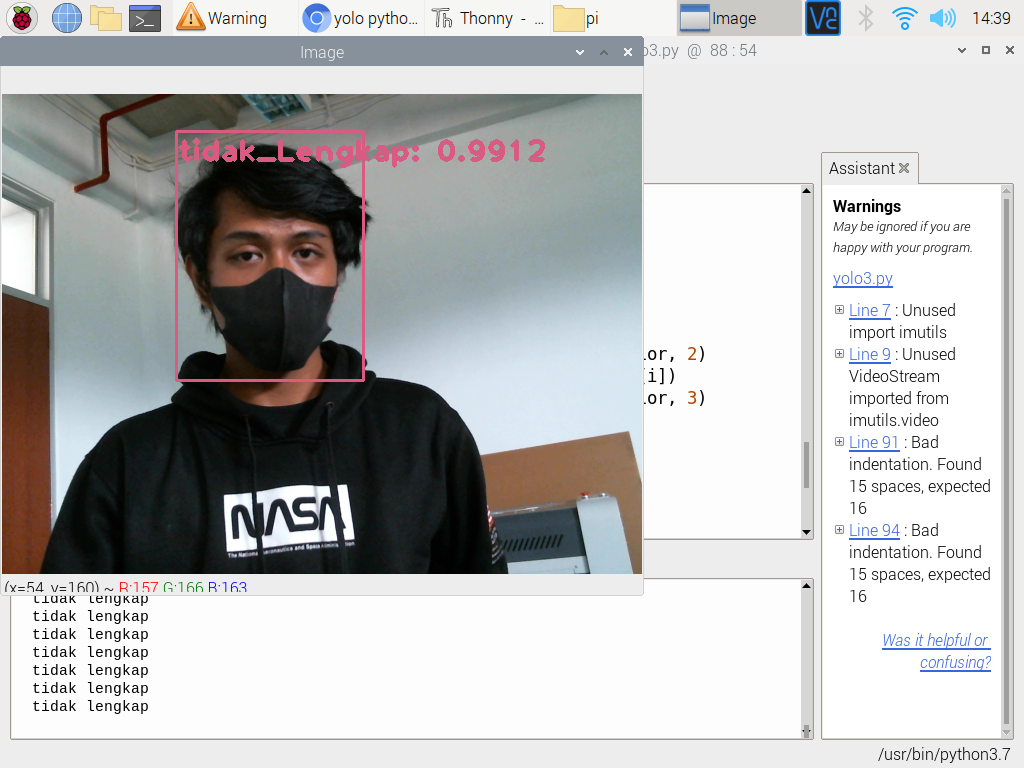 Warning
yolo pytho...
Thonny - ...
pi
Image
14:39
Image
o3.py @ 88 : 54
tidak_Lengkap: 0.9912
NASA
The National Aeronautics and Space Administration
(x=54, y=160) ~ R:157 G:166 B:163
or, 2)
[i])
or, 3)
tidak lengkap
tidak lengkap
tidak lengkap
tidak lengkap
tidak lengkap
tidak lengkap
tidak lengkap
Assistant
Warnings
May be ignored if you are
happy with your program.
yolo3.py
Line 7 : Unused
import imutils
Line 9 : Unused
VideoStream
imported from
imutils.video
Line 91 : Bad
indentation. Found
15 spaces, expected
16
Line 94 : Bad
indentation. Found
15 spaces, expected
16
Was it helpful or
confusing?
/usr/bin/python3.7